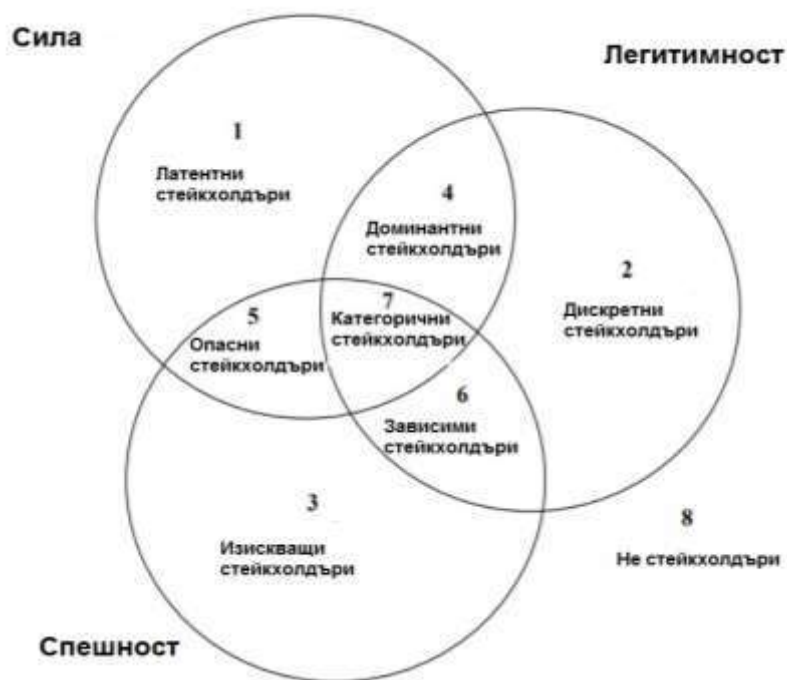 Сила
Легитимност
1
Латентни
стейкхолдъри
4
Доминантни
стейкхолдъри
2
Дискретни
стейкхолдъри
7
Категорични
стейкхолдъри
5
Опасни
стейкхолдъри
6
Зависими
стейкхолдъри
3
Изискващи
стейкхолдъри
8
Не стейкхолдъри
Спешност